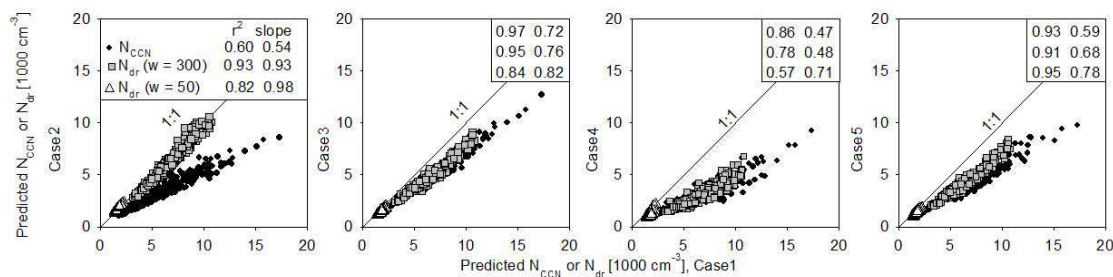 Predicted N_CCN or N_dr [1000 cm⁻³]
Case2
20
15
10
5
0
r² slope
N_CCN 0.60 0.54
N_dr (w = 300) 0.93 0.93
N_dr (w = 50) 0.82 0.98
1:1
0 5 10 15 20
Case3
20
15
10
5
0
0.97 0.72
0.95 0.76
0.84 0.82
1:1
0 5 10 15 20
Case4
20
15
10
5
0
0.86 0.47
0.78 0.48
0.57 0.71
1:1
0 5 10 15 20
Case5
20
15
10
5
0
0.93 0.59
0.91 0.68
0.95 0.78
1:1
0 5 10 15 20
Predicted N_CCN or N_dr [1000 cm⁻³], Case1